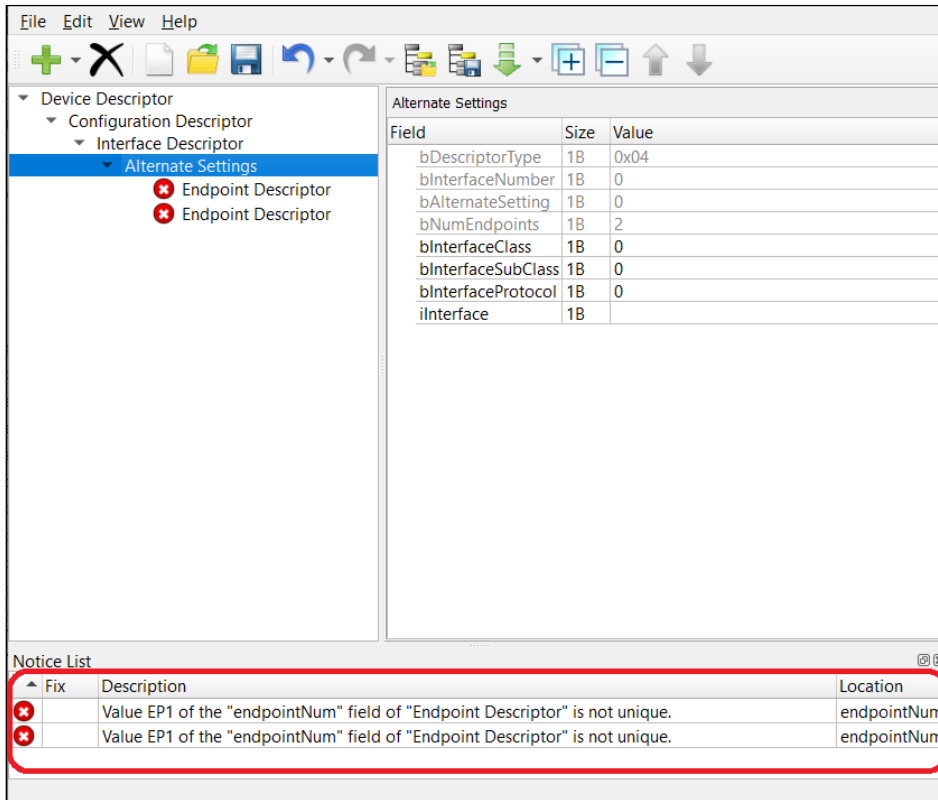 File Edit View Help
Device Descriptor
Configuration Descriptor
Interface Descriptor
Alternate Settings
Endpoint Descriptor
Endpoint Descriptor
Alternate Settings
Field Size Value
bDescriptorType 1B 0x04
bInterfaceNumber 1B 0
bAlternateSetting 1B 0
bNumEndpoints 1B 2
bInterfaceClass 1B 0
bInterfaceSubClass 1B 0
bInterfaceProtocol 1B 0
iInterface 1B
Notice List
Fix Description Location
Value EP1 of the "endpointNum" field of "Endpoint Descriptor" is not unique. endpointNum
Value EP1 of the "endpointNum" field of "Endpoint Descriptor" is not unique. endpointNum